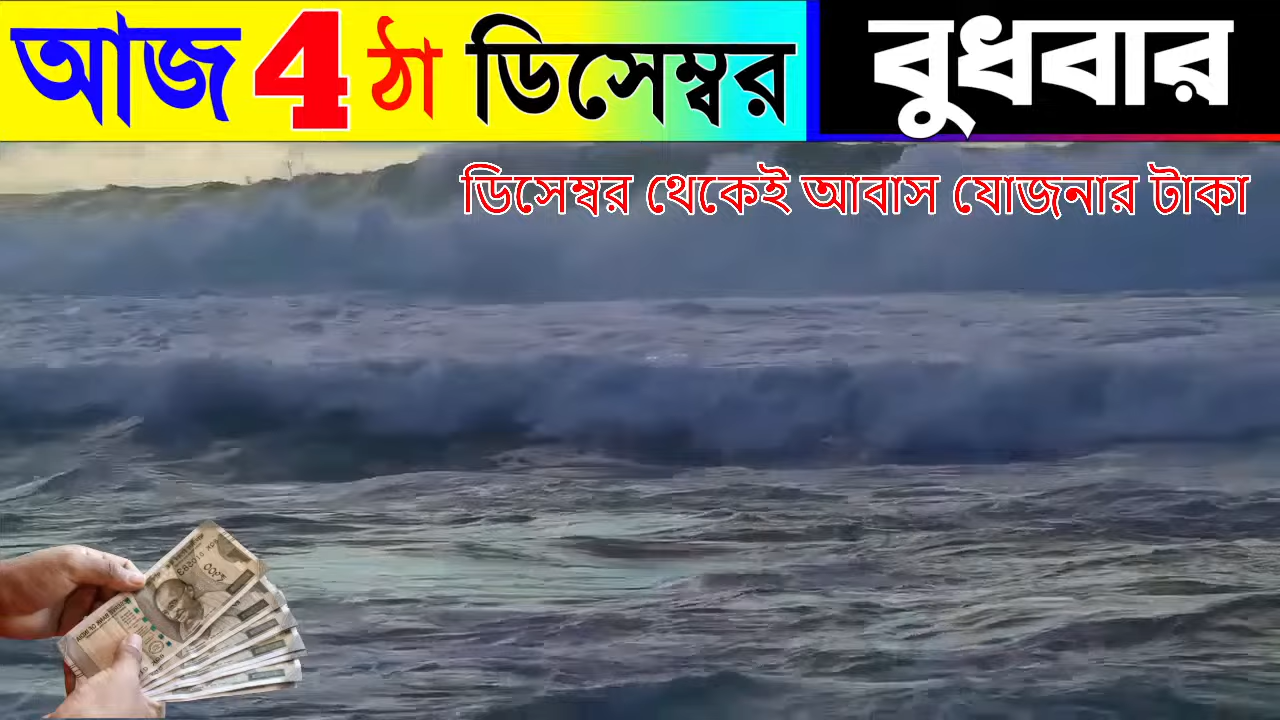 আজ 4 ঠা ডিসেম্বর বুধবার
ডিসেম্বর থেকেই আবাস যোজনার টাকা